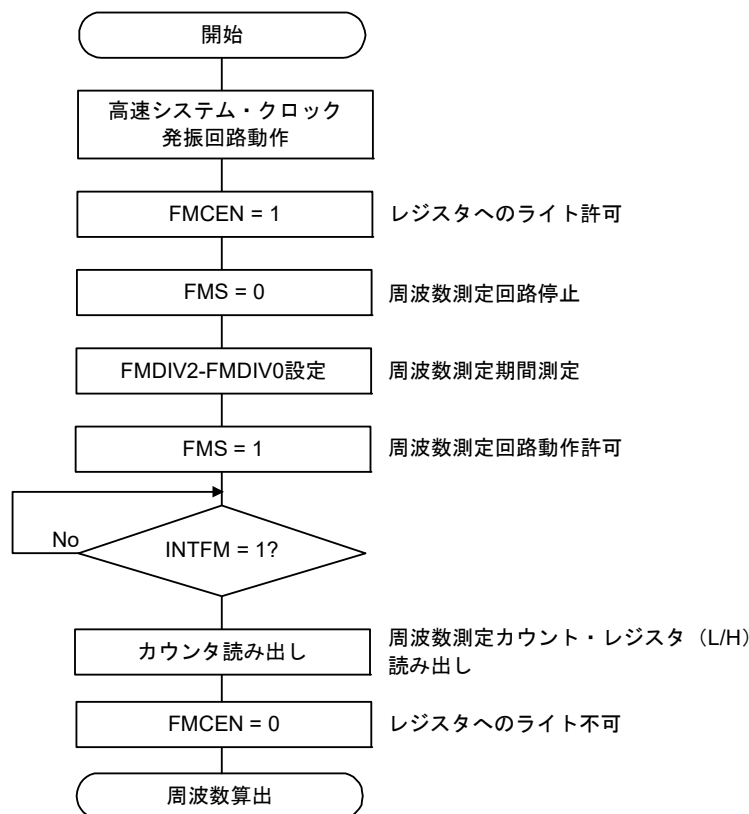 開始
高速システム・クロック
発振回路動作
FMCEN = 1
レジスタへのライト許可
FMS = 0
周波数測定回路停止
FMDIV2-FMDIV0設定
周波数測定期間測定
FMS = 1
周波数測定回路動作許可
No
INTFM = 1?
カウンタ読み出し
周波数測定カウント・レジスタ（L/H）
読み出し
FMCEN = 0
レジスタへのライト不可
周波数算出